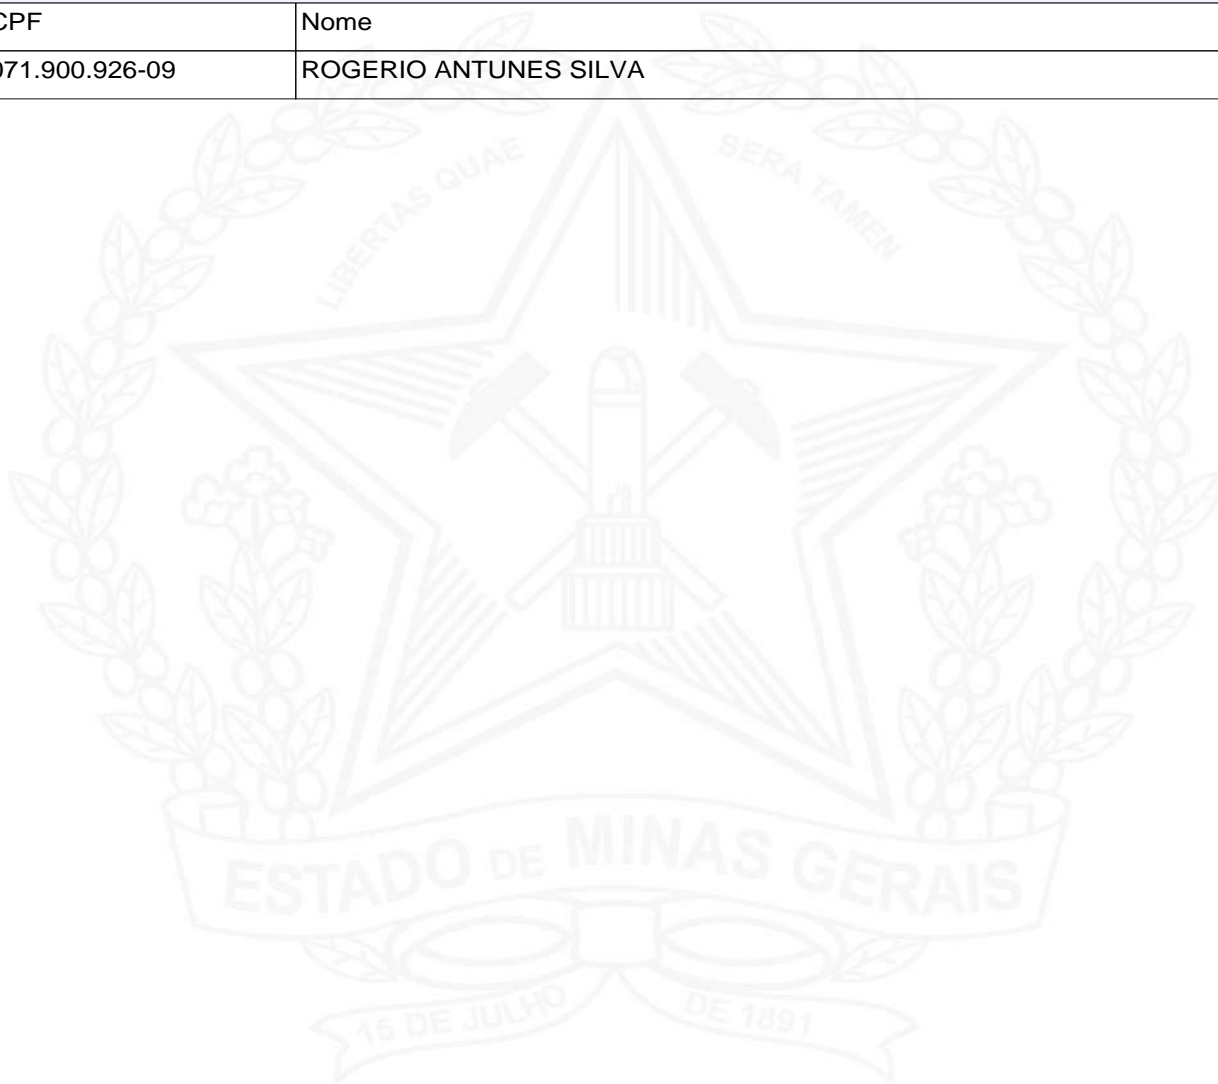 CPF Nome
071.900.926-09 ROGERIO ANTUNES SILVA
LIBERTAS QUAE SERA TAMEN
ESTADO DE MINAS GERAIS
15 DE JULHO DE 1891